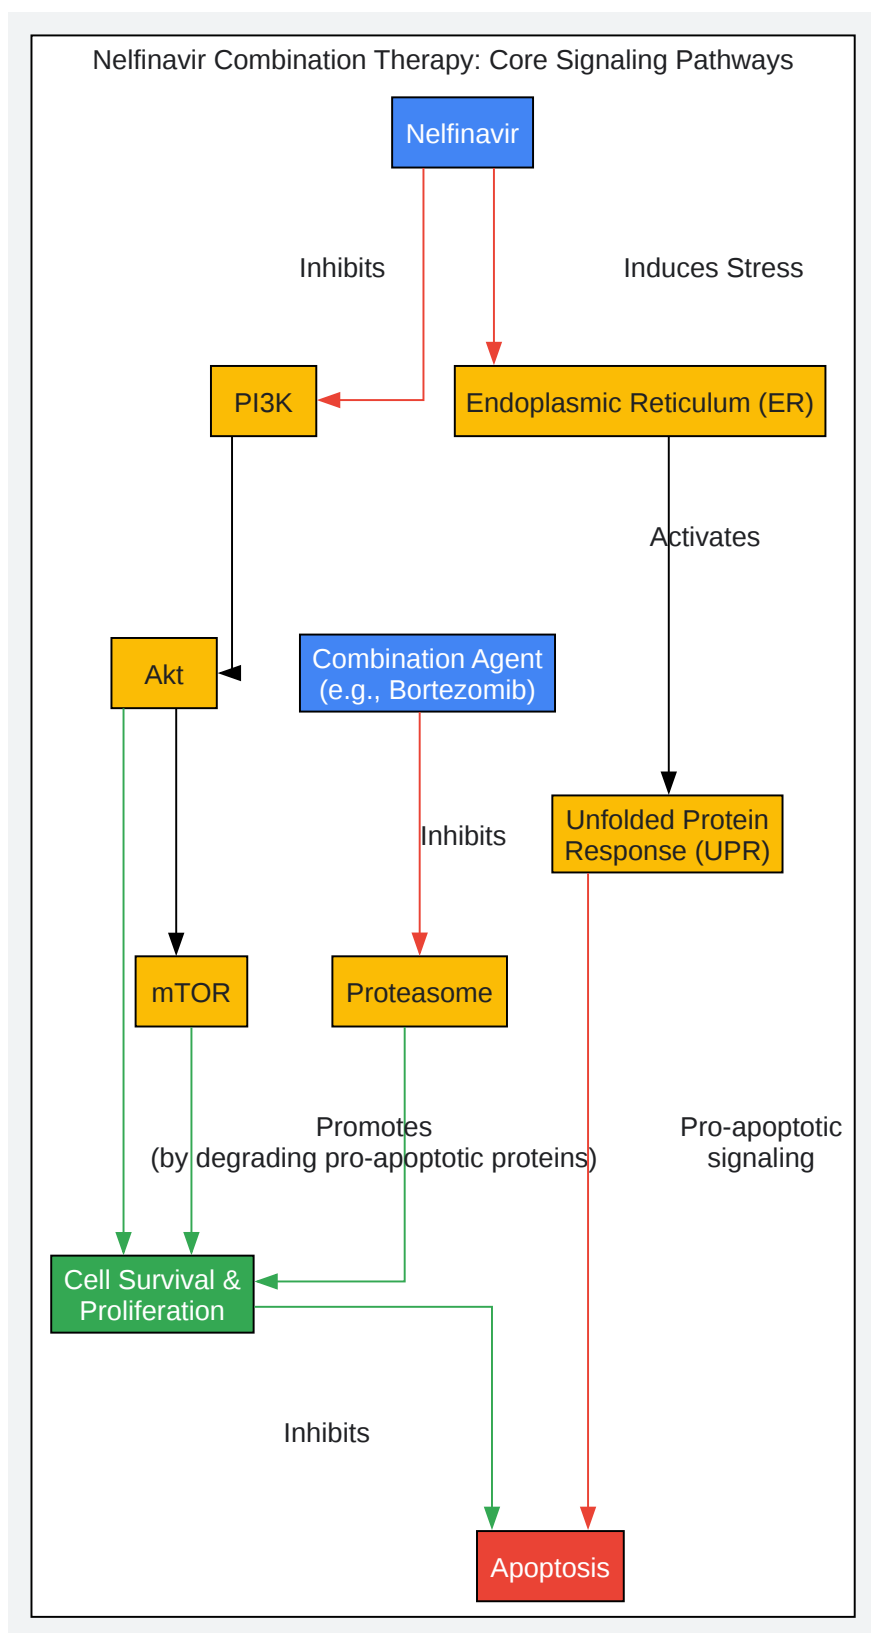 Nelfinavir Combination Therapy: Core Signaling Pathways
Nelfinavir
Inhibits
Induces Stress
PI3K
Endoplasmic Reticulum (ER)
Activates
Akt
Combination Agent
(e.g., Bortezomib)
Inhibits
Unfolded Protein
Response (UPR)
mTOR
Proteasome
Promotes
(by degrading pro-apoptotic proteins)
Pro-apoptotic
signaling
Cell Survival &
Proliferation
Inhibits
Apoptosis